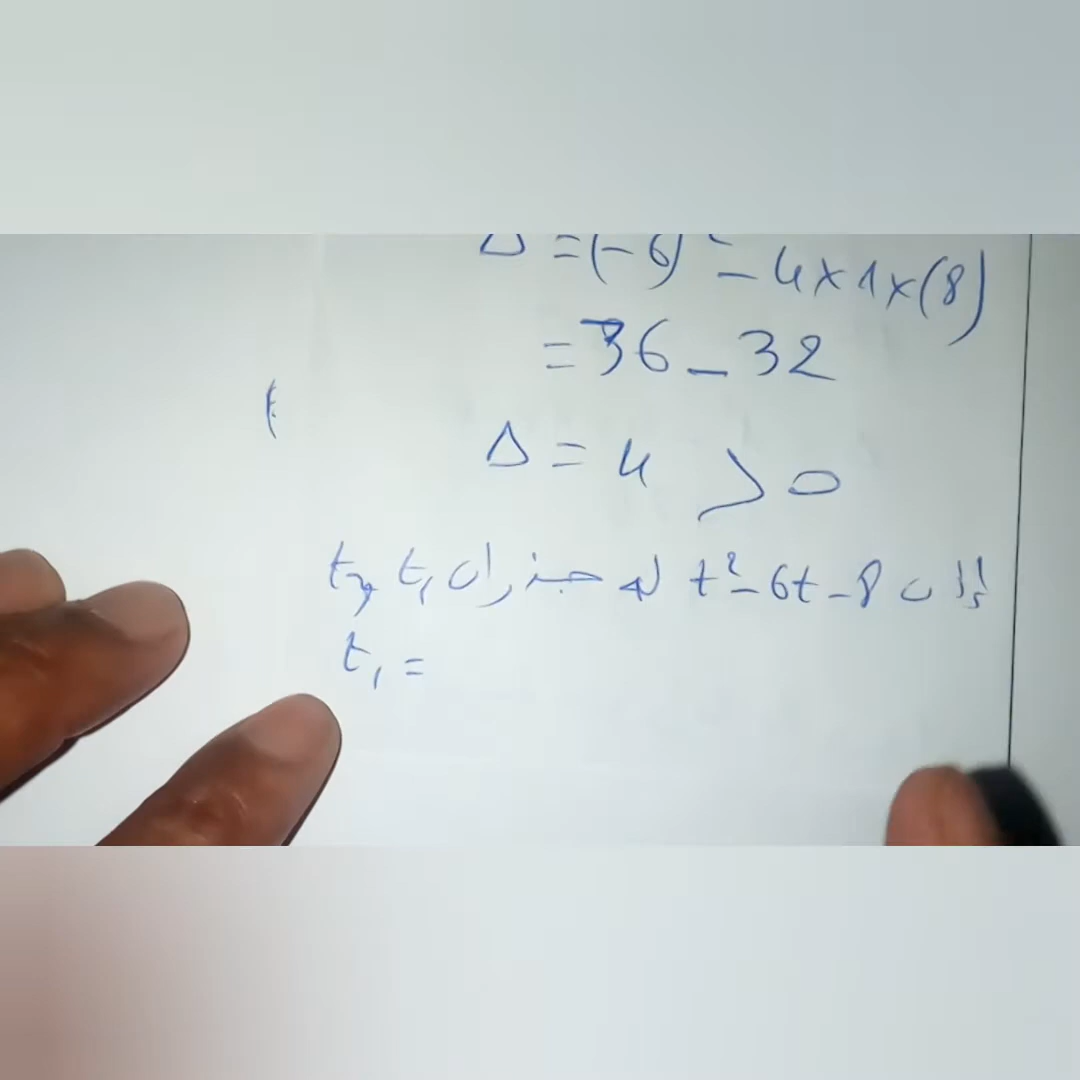 Δ = (-6)² - 4×1×(8)
= 36 - 32
Δ = 4 > 0
إذن t² - 6t - 8 له جذران t₁ و t₂
t₁ =